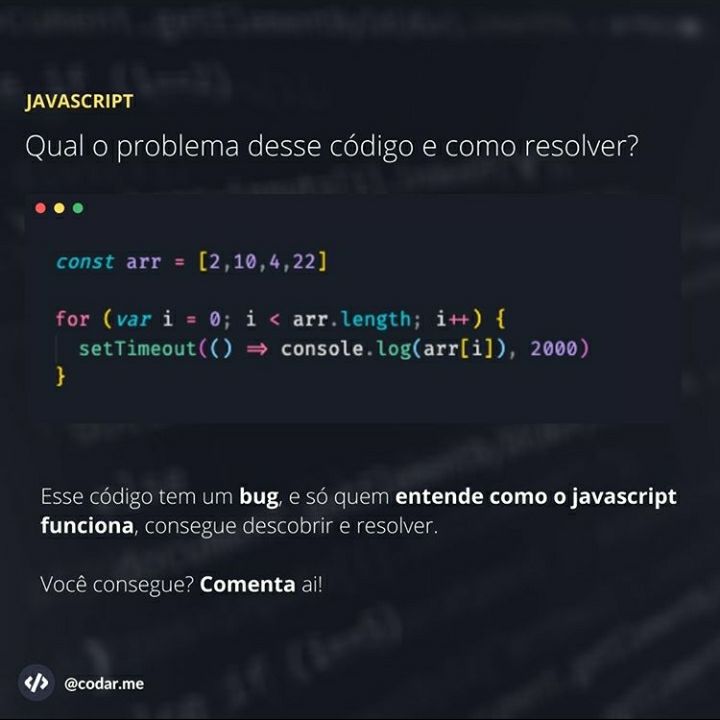 JAVASCRIPT
Qual o problema desse código e como resolver?
const arr = [2,10,4,22]
for (var i = 0; i < arr.length; i++) {
setTimeout(() => console.log(arr[i]), 2000)
}
Esse código tem um bug, e só quem entende como o javascript
funciona, consegue descobrir e resolver.
Você consegue? Comenta ai!
</> @codar.me